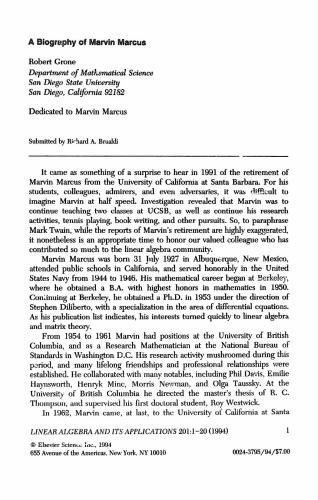 A Biography of Marvin Marcus
Robert Grone
Department of Mathematical Science
San Diego State University
San Diego, California 92182
Dedicated to Marvin Marcus
Submitted by Richard A. Brualdi
It came as something of a surprise to hear in 1991 of the retirement of
Marvin Marcus from the University of California at Santa Barbara. For his
students, colleagues, admirers, and even adversaries, it was difficult to
imagine Marvin at half speed. Investigation revealed that Marvin was to
continue teaching two classes at UCSB, as well as continue his research
activities, tennis playing, book writing, and other pursuits. So, to paraphrase
Mark Twain, while the reports of Marvin's retirement are highly exaggerated,
it nonetheless is an appropriate time to honor our valued colleague who has
contributed so much to the linear algebra community.
Marvin Marcus was born 31 July 1927 in Albuquerque, New Mexico,
attended public schools in California, and served honorably in the United
States Navy from 1944 to 1946. His mathematical career began at Berkeley,
where he obtained a B.A. with highest honors in mathematics in 1950.
Continuing at Berkeley, he obtained a Ph.D. in 1953 under the direction of
Stephen Diliberto, with a specialization in the area of differential equations.
As his publication list indicates, his interests turned quickly to linear algebra
and matrix theory.
From 1954 to 1961 Marvin had positions at the University of British
Columbia, and as a Research Mathematician at the National Bureau of
Standards in Washington D.C. His research activity mushroomed during this
period, and many lifelong friendships and professional relationships were
established. He collaborated with many notables, including Phil Davis, Emilie
Haynsworth, Henryk Minc, Morris Newman, and Olga Taussky. At the
University of British Columbia he directed the master's thesis of R. C.
Thompson, and supervised his first doctoral student, Roy Westwick.
In 1962, Marvin came, at last, to the University of California at Santa
LINEAR ALGEBRA AND ITS APPLICATIONS 201:1-20 (1994) 1
© Elsevier Science Inc., 1994
655 Avenue of the Americas, New York, NY 10010 0024-3795/94/$7.00